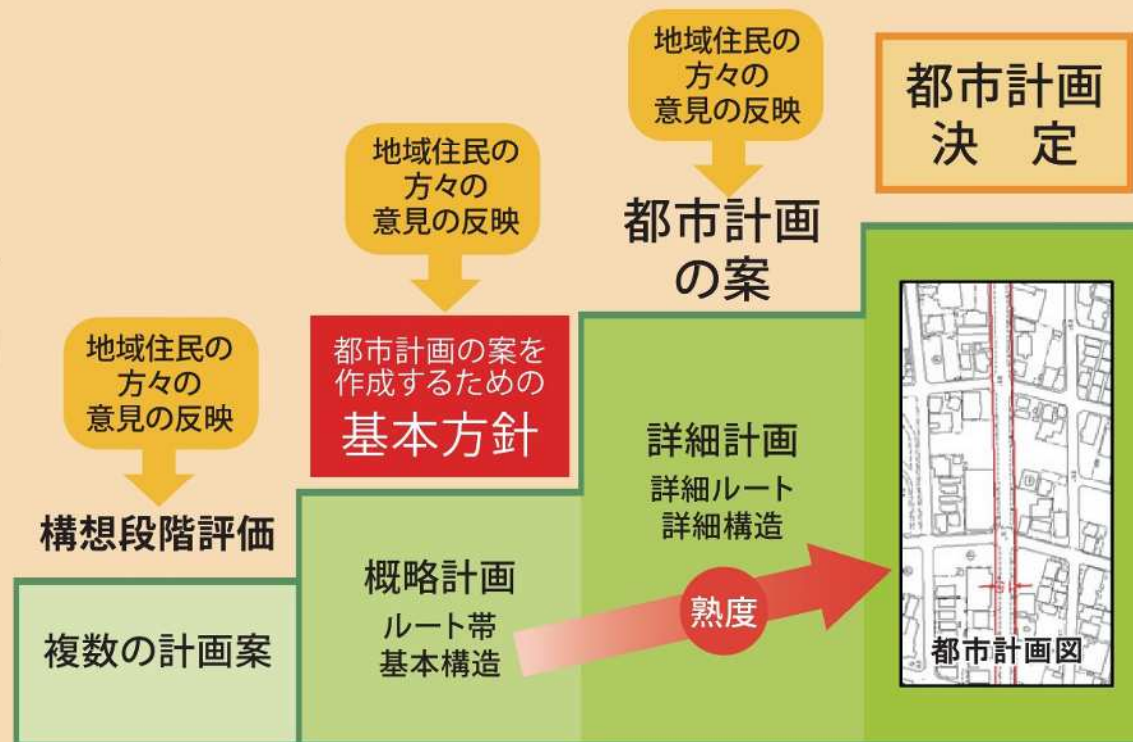 地域住民の
方々の
意見の反映
構想段階評価
複数の計画案
地域住民の
方々の
意見の反映
都市計画の案を
作成するための
基本方針
概略計画
ルート帯
基本構造
地域住民の
方々の
意見の反映
都市計画
の案
詳細計画
詳細ルート
詳細構造
熟度
都市計画
決　定
都市計画図